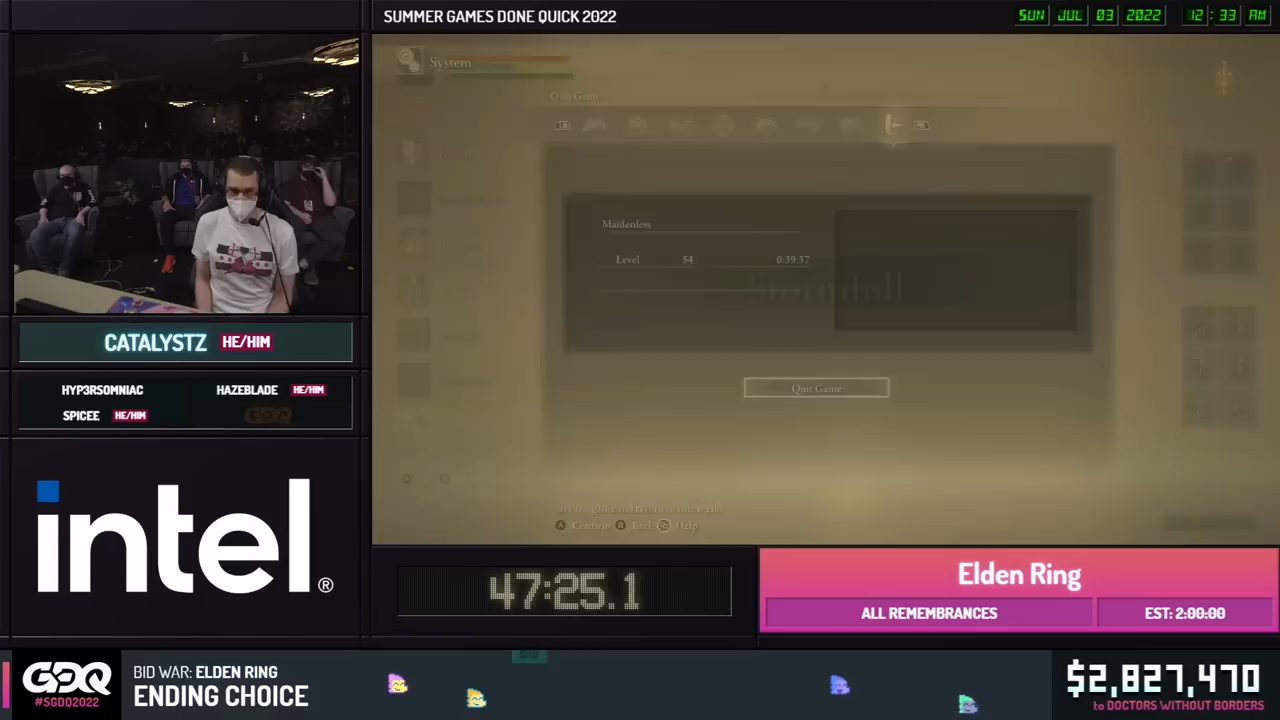 SUMMER GAMES DONE QUICK 2022
SUN JUL 03 2022 12:33 AM
System
Quit Game
Maidenless
Level 54 0:39:37
Stormhill
Quit Game
Confirm
Help
CATALYSTZ HE/HIM
HYP3RSOMNIAC
HAZEBLADE HE/HIM
SPICEE HE/HIM
GDQ
intel®
47:25.1
Elden Ring
ALL REMEMBRANCES
EST: 2:00:00
GDQ
#SGDQ2022
BID WAR: ELDEN RING
ENDING CHOICE
$2,827,470
to DOCTORS WITHOUT BORDERS